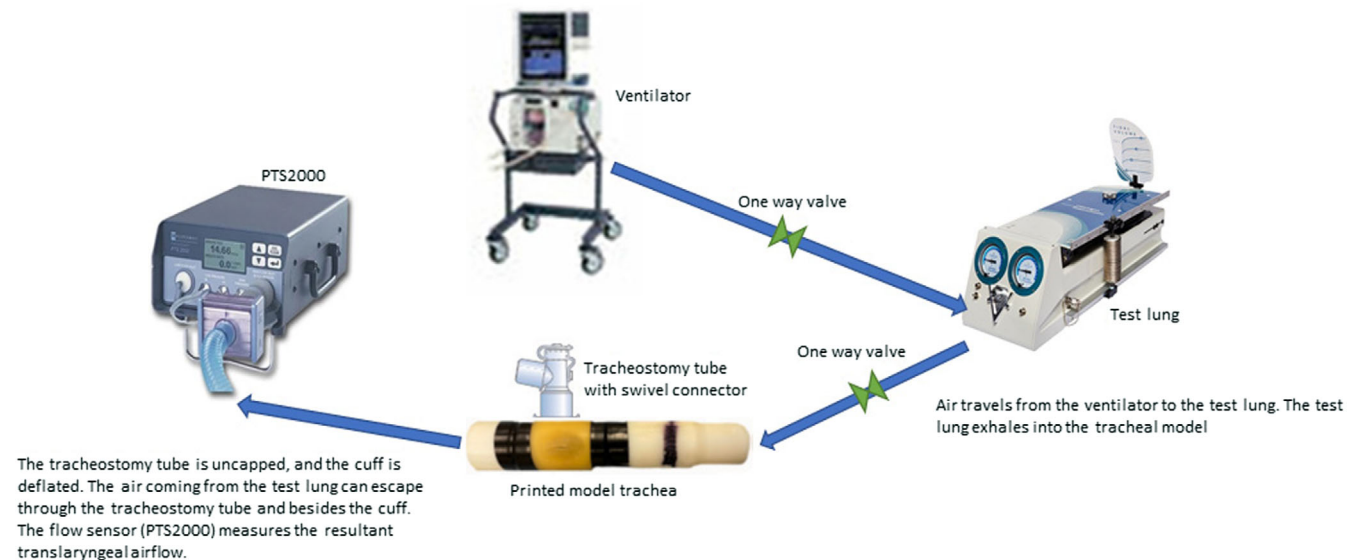 Ventilator
PTS2000
One way valve
Test lung
One way valve
Tracheostomy tube
with swivel connector
Air travels from the ventilator to the test lung. The test
lung exhales into the tracheal model
Printed model trachea
The tracheostomy tube is uncapped, and the cuff is
deflated. The air coming from the test lung can escape
through the tracheostomy tube and besides the cuff.
The flow sensor (PTS2000) measures the resultant
translaryngeal airflow.